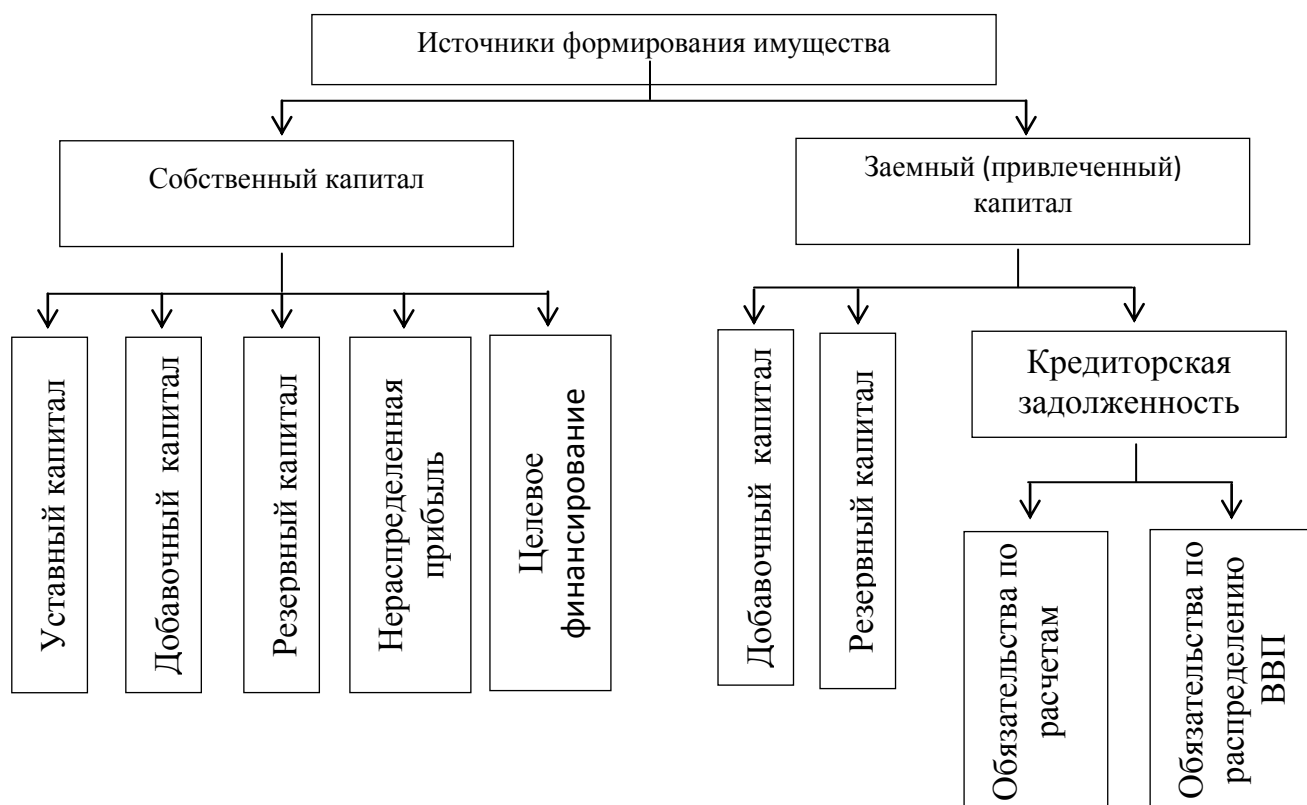 Источники формирования имущества
Собственный капитал
Заемный (привлеченный)
капитал
Уставный капитал
Добавочный капитал
Резервный капитал
Нераспределенная
прибыль
Целевое
финансирование
Добавочный капитал
Резервный капитал
Кредиторская
задолженность
Обязательства по
расчетам
Обязательства по
распределению
ВВП